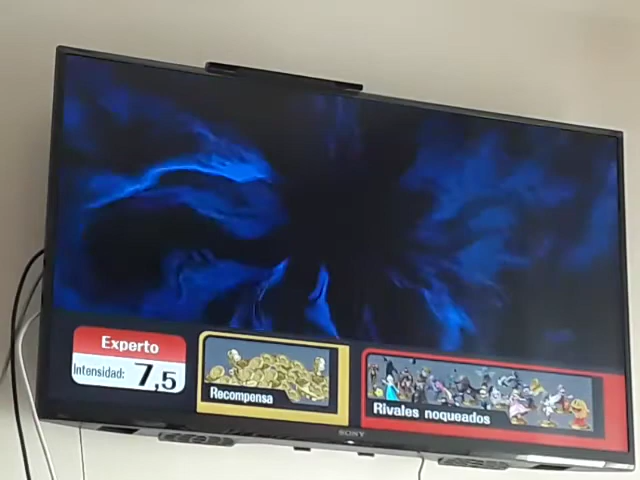 Experto
Intensidad: 7,5
Recompensa
Rivales noqueados
SONY